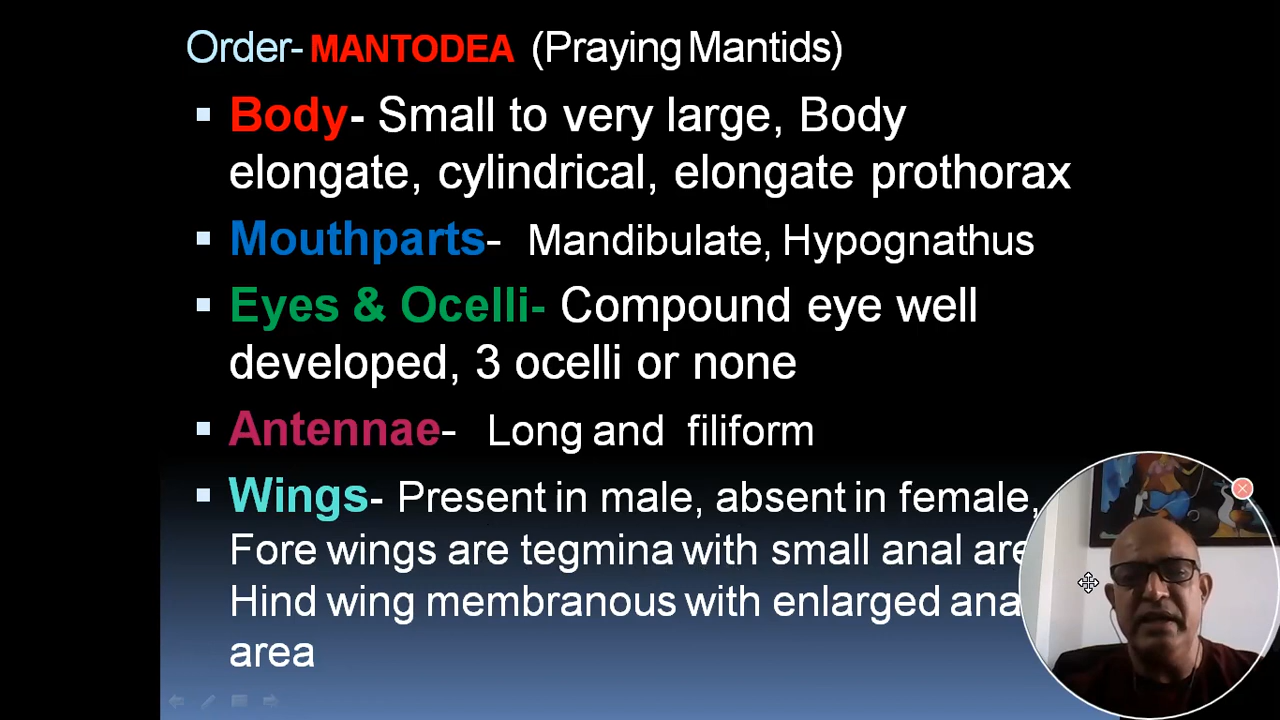 Order- MANTODEA (Praying Mantids)
Body- Small to very large, Body
elongate, cylindrical, elongate prothorax
Mouthparts- Mandibulate, Hypognathus
Eyes & Ocelli- Compound eye well
developed, 3 ocelli or none
Antennae- Long and filiform
Wings- Present in male, absent in female,
Fore wings are tegmina with small anal are
Hind wing membranous with enlarged ana
area